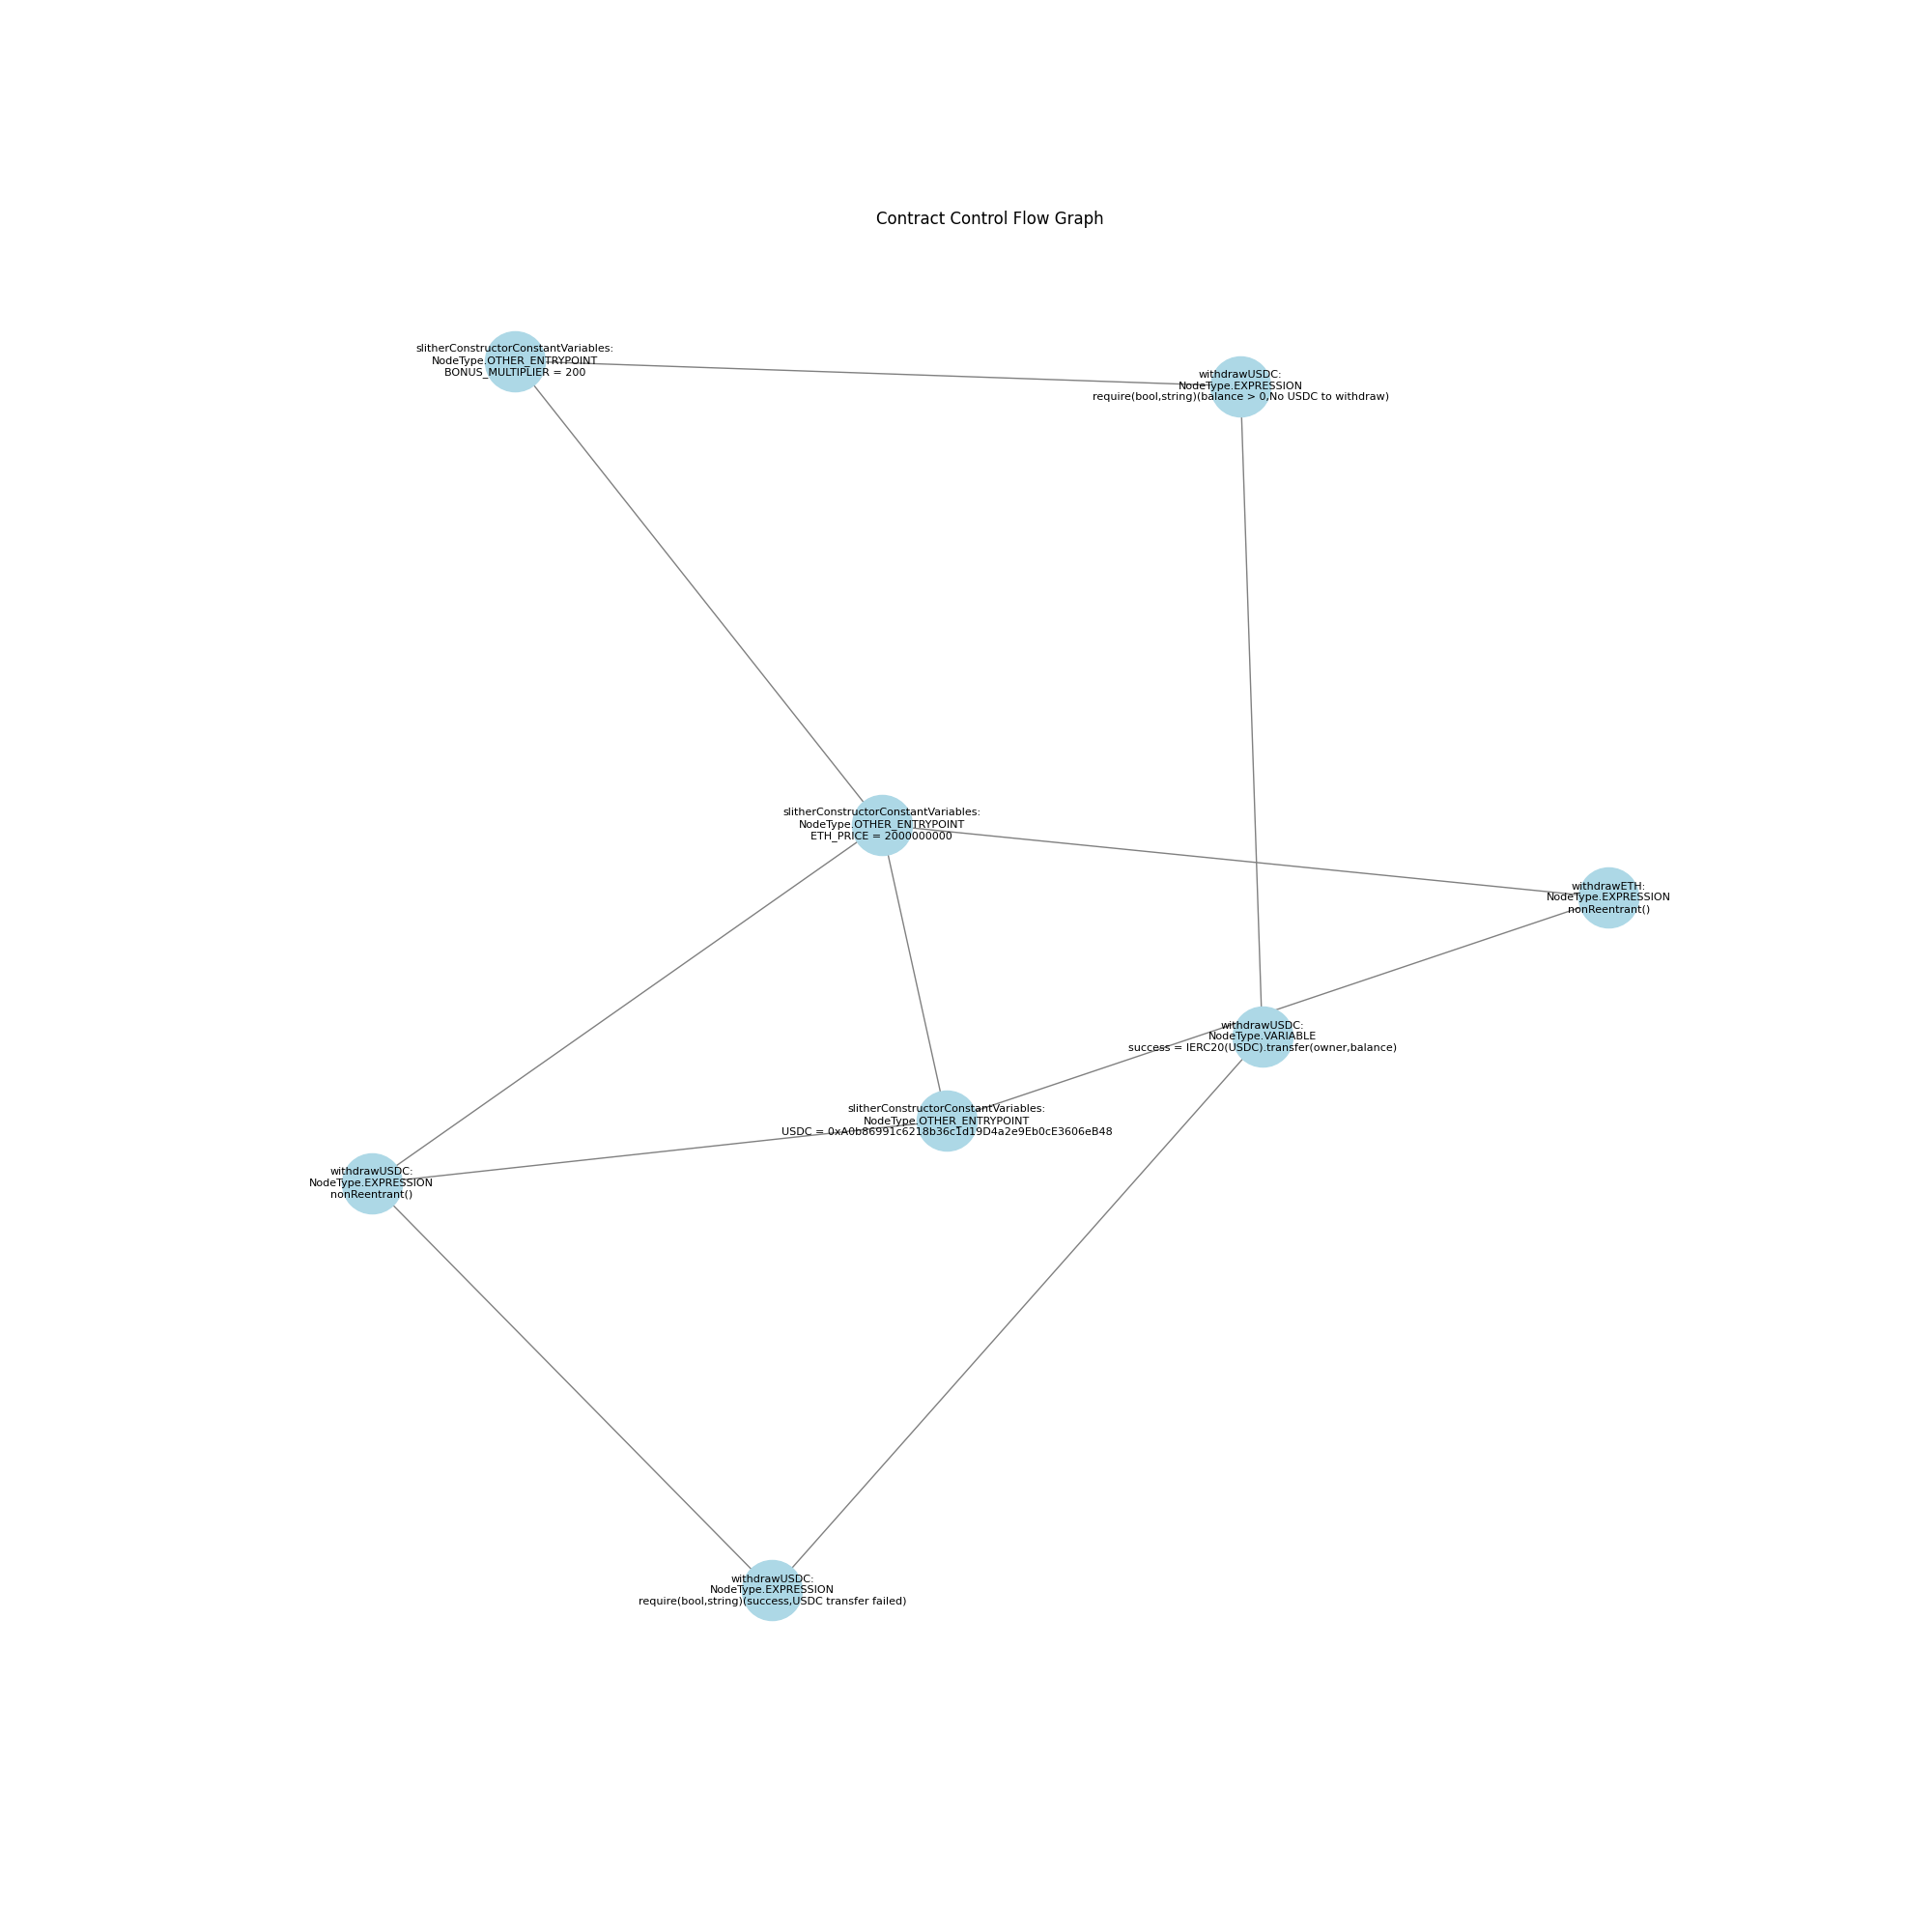 Contract Control Flow Graph
slitherConstructorConstantVariables:
NodeType.OTHER_ENTRYPOINT
BONUS_MULTIPLIER = 200
withdrawUSDC:
NodeType.EXPRESSION
require(bool,string)(balance > 0,No USDC to withdraw)
slitherConstructorConstantVariables:
NodeType.OTHER_ENTRYPOINT
ETH_PRICE = 2000000000
withdrawETH:
NodeType.EXPRESSION
nonReentrant()
withdrawUSDC:
NodeType.VARIABLE
success = IERC20(USDC).transfer(owner,balance)
slitherConstructorConstantVariables:
NodeType.OTHER_ENTRYPOINT
USDC = 0xA0b86991c6218b36c1d19D4a2e9Eb0cE3606eB48
withdrawUSDC:
NodeType.EXPRESSION
nonReentrant()
withdrawUSDC:
NodeType.EXPRESSION
require(bool,string)(success,USDC transfer failed)